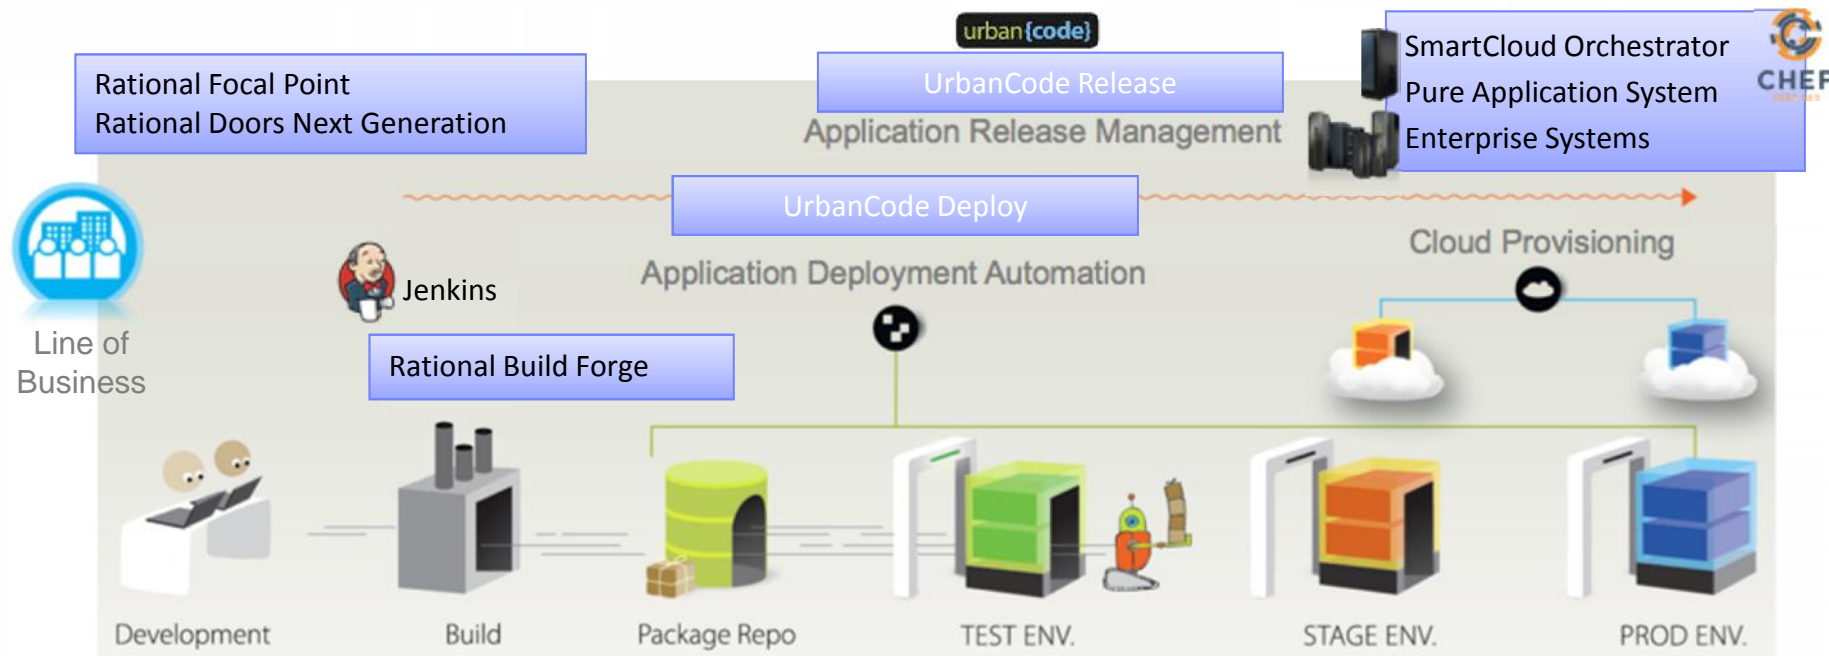 urban{code}
Rational Focal Point
Rational Doors Next Generation
UrbanCode Release
Application Release Management
SmartCloud Orchestrator
Pure Application System
Enterprise Systems
CHEF
UrbanCode Deploy
Cloud Provisioning
Application Deployment Automation
Jenkins
Line of
Business
Rational Build Forge
Development
Build
Package Repo
TEST ENV.
STAGE ENV.
PROD ENV.